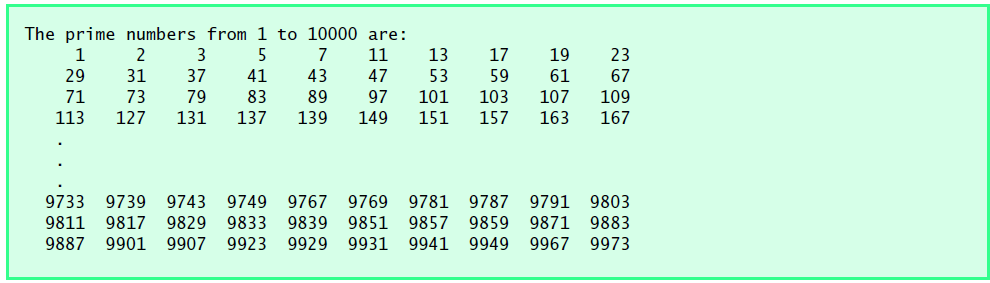 The prime numbers from 1 to 10000 are:
1 2 3 5 7 11 13 17 19 23
29 31 37 41 43 47 53 59 61 67
71 73 79 83 89 97 101 103 107 109
113 127 131 137 139 149 151 157 163 167
.
.
.
9733 9739 9743 9749 9767 9769 9781 9787 9791 9803
9811 9817 9829 9833 9839 9851 9857 9859 9871 9883
9887 9901 9907 9923 9929 9931 9941 9949 9967 9973